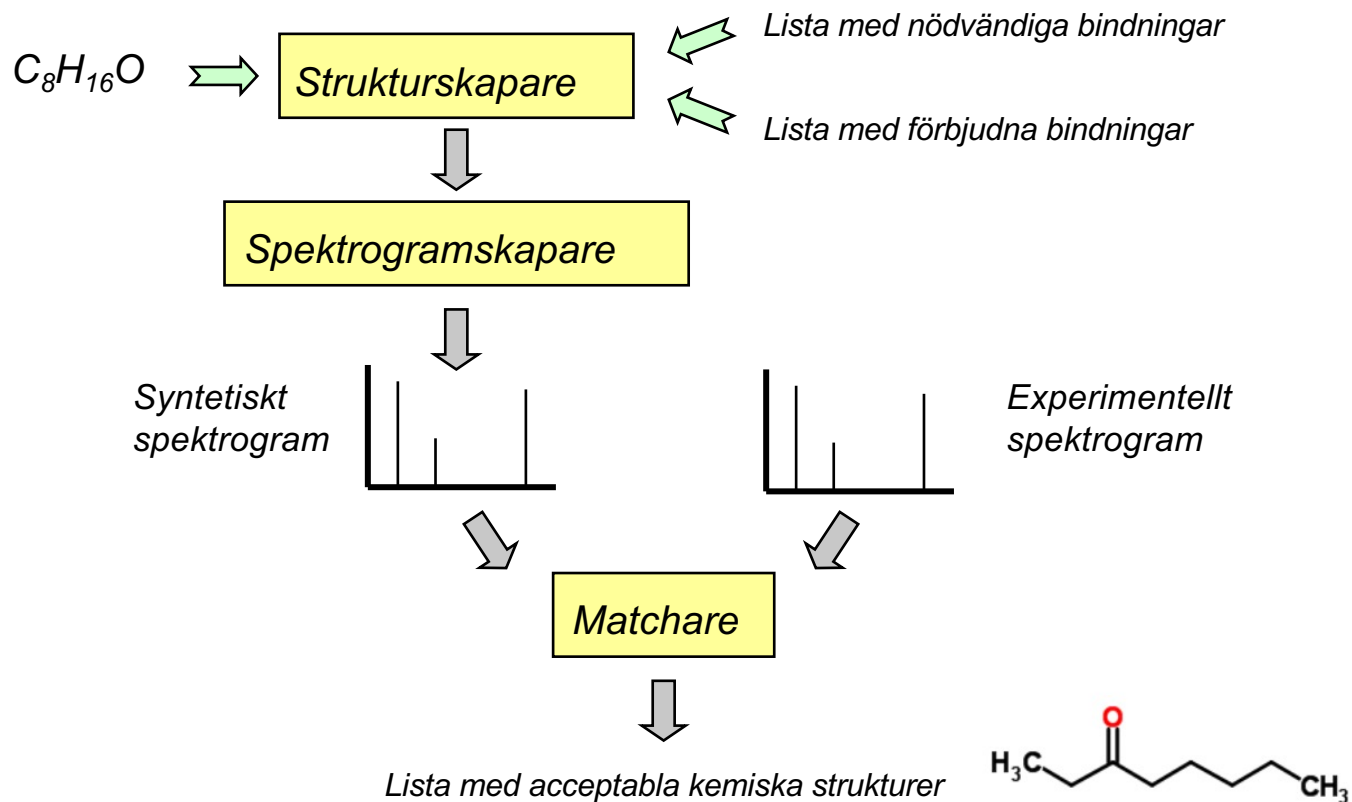 Lista med nödvändiga bindningar
C₈H₁₆O
Strukturskapare
Lista med förbjudna bindningar
Spektrogramskapare
Syntetiskt
spektrogram
Experimentellt
spektrogram
Matchare
Lista med acceptabla kemiska strukturer
O
H₃C
CH₃